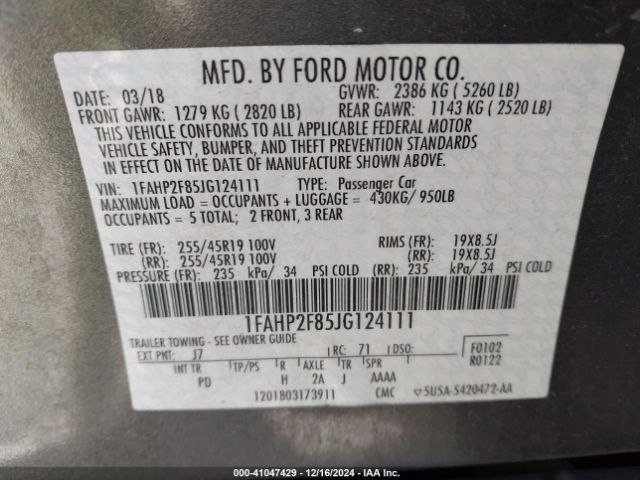 MFD. BY FORD MOTOR CO.
DATE: 03/18 GVWR: 2386 KG ( 5260 LB)
FRONT GAWR: 1279 KG ( 2820 LB) REAR GAWR: 1143 KG ( 2520 LB)
THIS VEHICLE CONFORMS TO ALL APPLICABLE FEDERAL MOTOR
VEHICLE SAFETY, BUMPER, AND THEFT PREVENTION STANDARDS
IN EFFECT ON THE DATE OF MANUFACTURE SHOWN ABOVE.
VIN: 1FAHP2F85JG124111 TYPE: Passenger Car
MAXIMUM LOAD = OCCUPANTS + LUGGAGE = 430KG/ 950LB
OCCUPANTS = 5 TOTAL; 2 FRONT, 3 REAR
TIRE (FR): 255/45R19 100V RIMS (FR): 19X8.5J
(RR): 255/45R19 100V (RR): 19X8.5J
PRESSURE (FR): 235 kPa/ 34 PSI COLD (RR): 235 kPa/ 34 PSI COLD
1FAHP2F85JG124111
TRAILER TOWING - SEE OWNER GUIDE
EXT PNT: J7 RC: 71 DSO: F0102
R0122
INT TR TP/PS R AXLE TR SPR
PD H 2A J AAAA
1201803173911 CMC 5U5A-S420472-AA
000-41047429 - 12/16/2024 - IAA Inc.